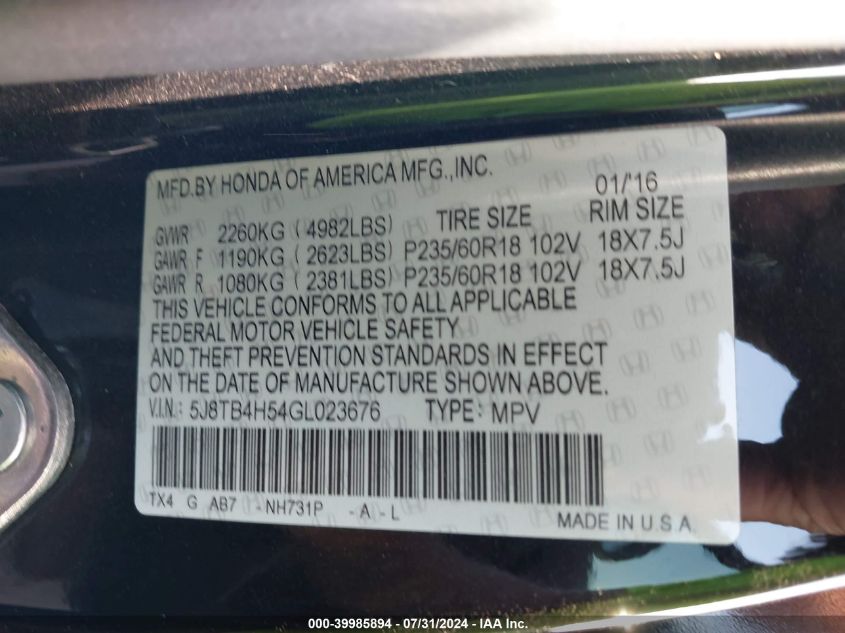 MFD.BY HONDA OF AMERICA MFG.,INC.
01/'16
GVWR 2260KG ( 4982LBS) TIRE SIZE RIM SIZE
GAWR F 1190KG ( 2623LBS) P235/60R18 102V 18X7.5J
GAWR R 1080KG ( 2381LBS) P235/60R18 102V 18X7.5J
THIS VEHICLE CONFORMS TO ALL APPLICABLE
FEDERAL MOTOR VEHICLE SAFETY
AND THEFT PREVENTION STANDARDS IN EFFECT
ON THE DATE OF MANUFACTURE SHOWN ABOVE.
V.I.N.: 5J8TB4H54GL023676 TYPE: MPV
TX4 G AB7 -NH731P -A-L
MADE IN U.S.A.
000-39985894 - 07/31/2024 - IAA Inc.